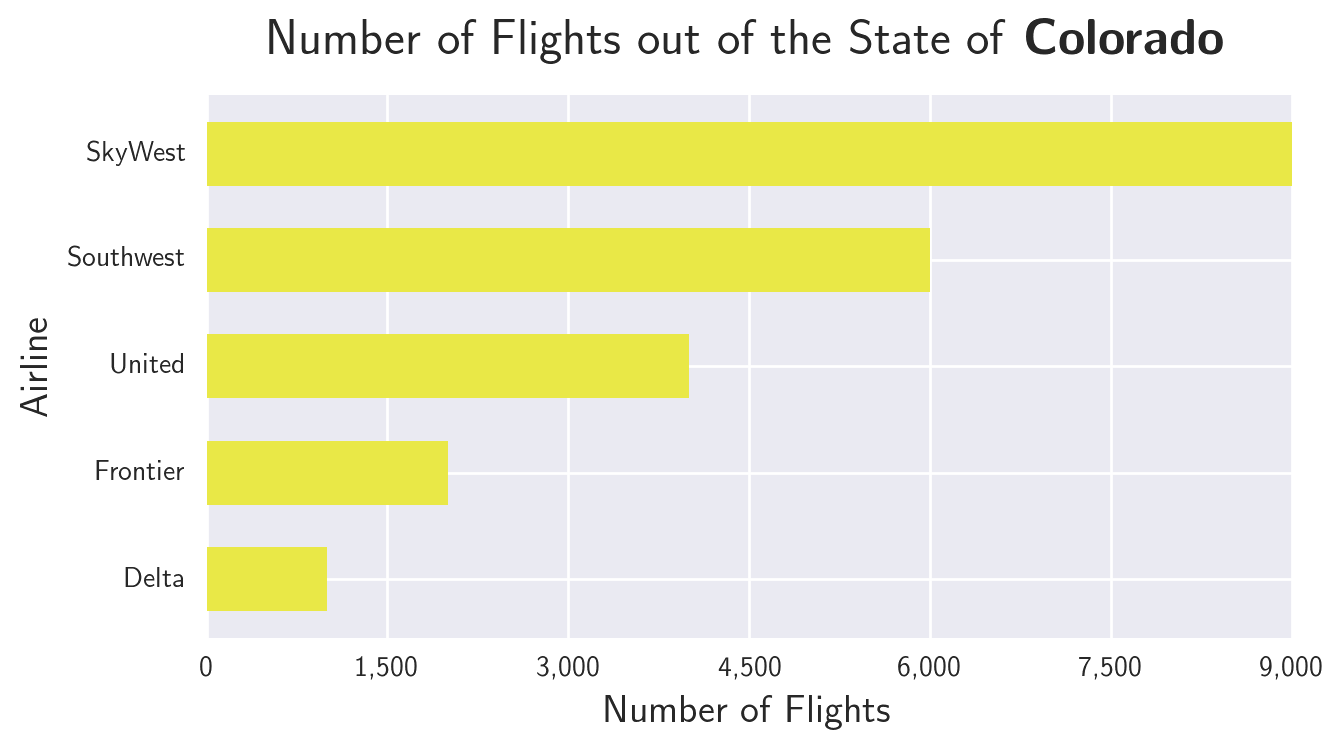 Number of Flights out of the State of Colorado
SkyWest
Southwest
United
Frontier
Delta
Airline
0 1,500 3,000 4,500 6,000 7,500 9,000
Number of Flights